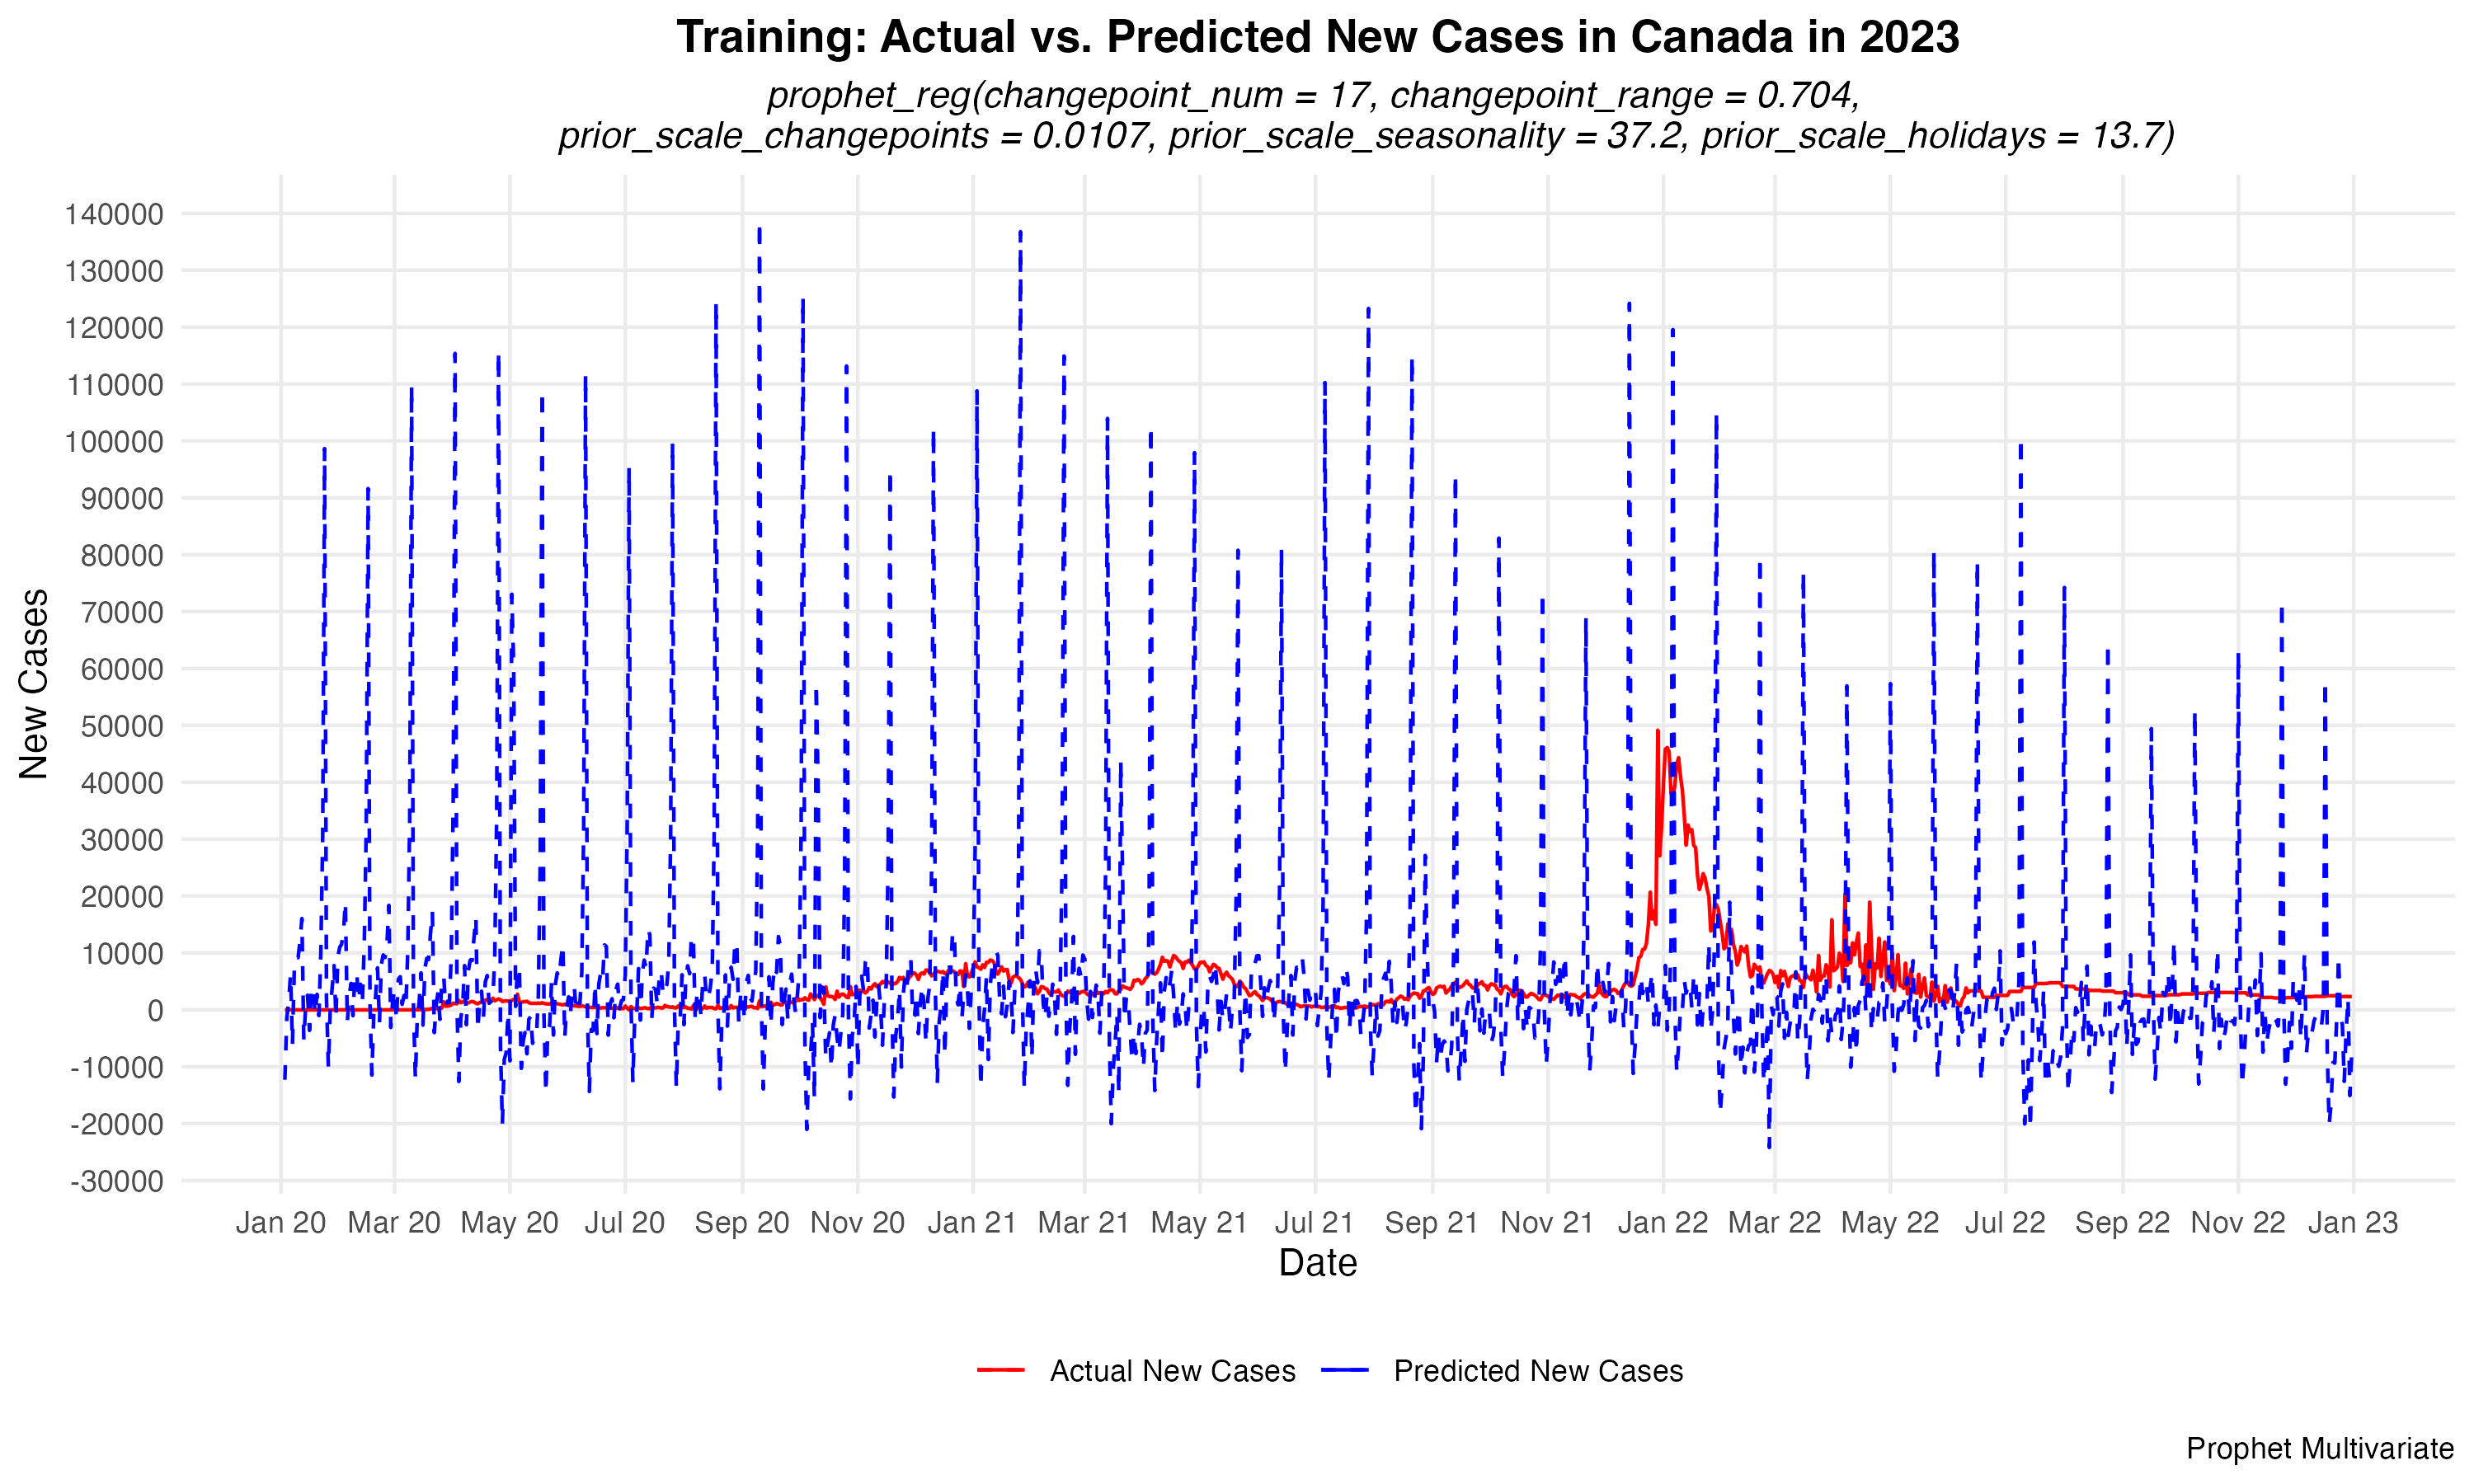 Training: Actual vs. Predicted New Cases in Canada in 2023
prophet_reg(changepoint_num = 17, changepoint_range = 0.704,
prior_scale_changepoints = 0.0107, prior_scale_seasonality = 37.2, prior_scale_holidays = 13.7)
New Cases
140000
130000
120000
110000
100000
90000
80000
70000
60000
50000
40000
30000
20000
10000
0
-10000
-20000
-30000
Jan 20 Mar 20 May 20 Jul 20 Sep 20 Nov 20 Jan 21 Mar 21 May 21 Jul 21 Sep 21 Nov 21 Jan 22 Mar 22 May 22 Jul 22 Sep 22 Nov 22 Jan 23
Date
Actual New Cases Predicted New Cases
Prophet Multivariate